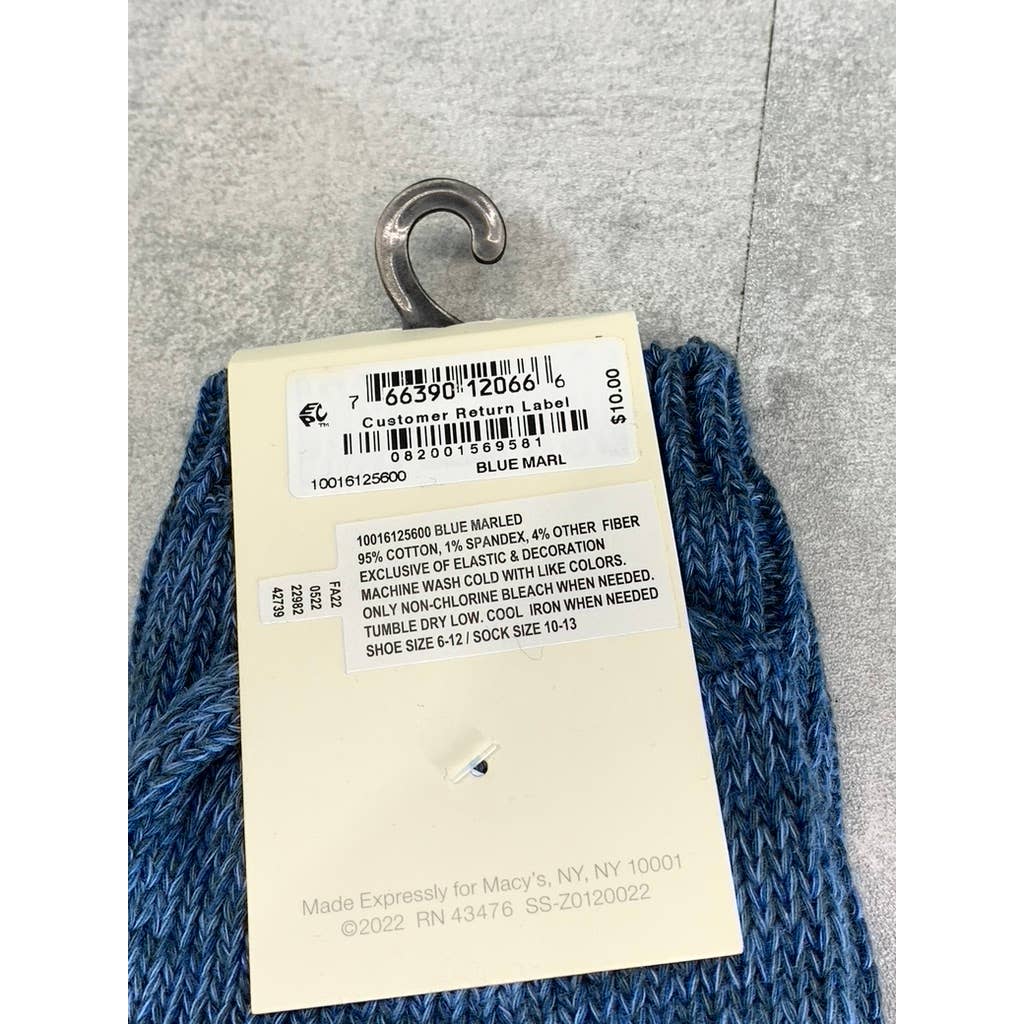 7 66390 12066 6
Customer Return Label
$10.00
082001569581
10016125600 BLUE MARL
10016125600 BLUE MARLED
95% COTTON, 1% SPANDEX, 4% OTHER FIBER
EXCLUSIVE OF ELASTIC & DECORATION
MACHINE WASH COLD WITH LIKE COLORS.
ONLY NON-CHLORINE BLEACH WHEN NEEDED.
TUMBLE DRY LOW. COOL IRON WHEN NEEDED
SHOE SIZE 6-12 / SOCK SIZE 10-13
FA22
0522
22982
42739
Made Expressly for Macy's, NY, NY 10001
©2022 RN 43476 SS-Z0120022